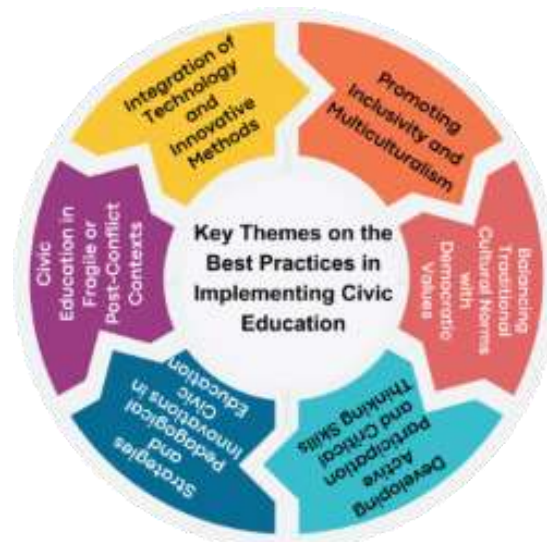 Key Themes on the
Best Practices in
Implementing Civic
Education
Promoting
Inclusivity and
Multiculturalism
Balancing
Traditional
Cultural Norms
with
Democratic
Values
Developing
Active
Participation
and Critical
Thinking Skills
Strategies
and
Pedagogical
Innovations in
Civic
Education
Civic
Education in
Fragile or
Post-Conflict
Contexts
Integration of
Technology
and
Innovative
Methods